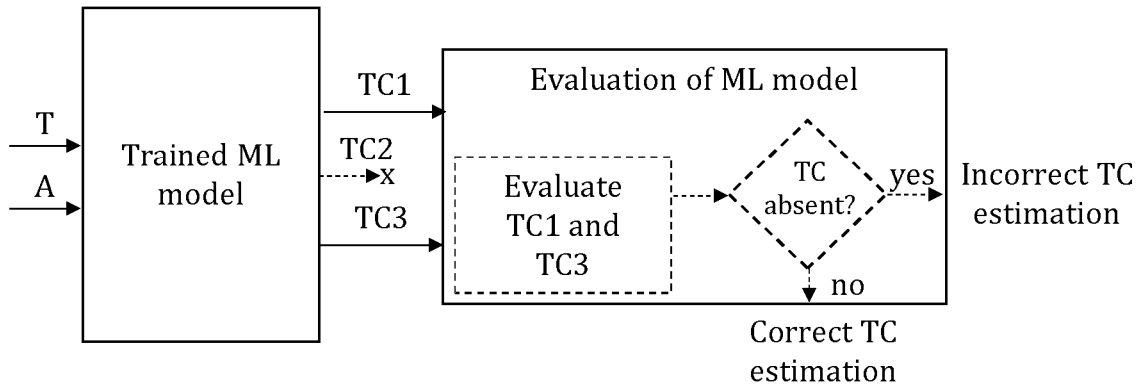 T
A
Trained ML
model
TC1
TC2
x
TC3
Evaluation of ML model
Evaluate
TC1 and
TC3
TC
absent?
yes
no
Incorrect TC
estimation
Correct TC
estimation